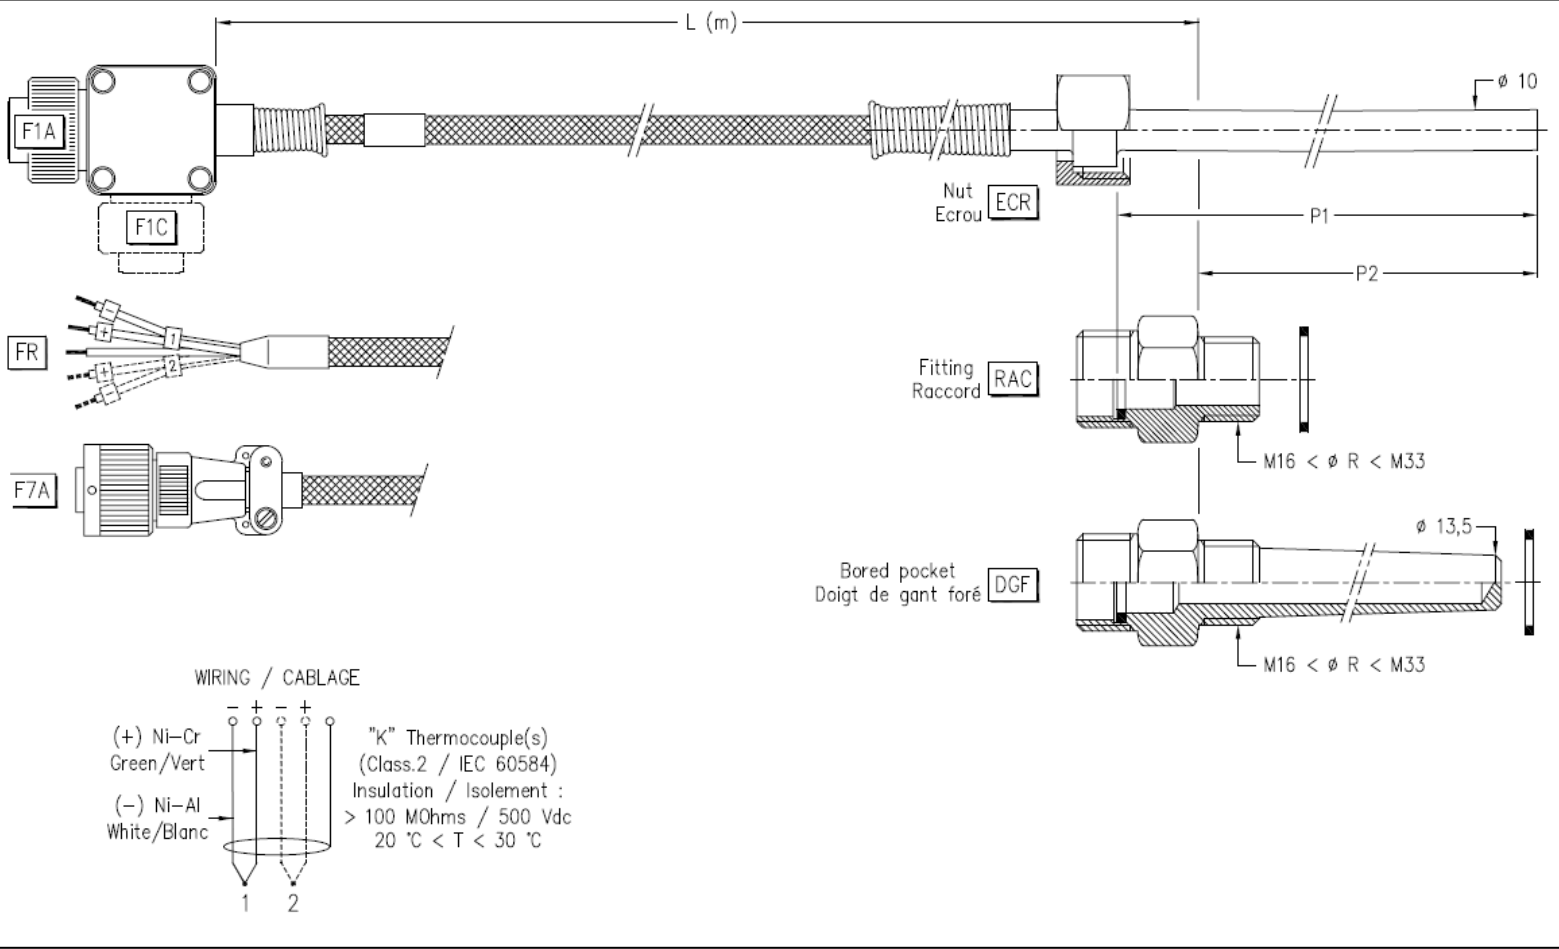 L (m)
ø 10
F1A
F1C
Nut
Ecrou
ECR
P1
P2
FR
- + 1
+ - 2
Fitting
Raccord
RAC
M16 < ø R < M33
F7A
ø 13,5
Bored pocket
Doigt de gant foré
DGF
M16 < ø R < M33
WIRING / CABLAGE
- + - +
(+) Ni-Cr
Green/Vert
(-) Ni-Al
White/Blanc
"K" Thermocouple(s)
(Class.2 / IEC 60584)
Insulation / Isolement :
> 100 MOhms / 500 Vdc
20 °C < T < 30 °C
1 2